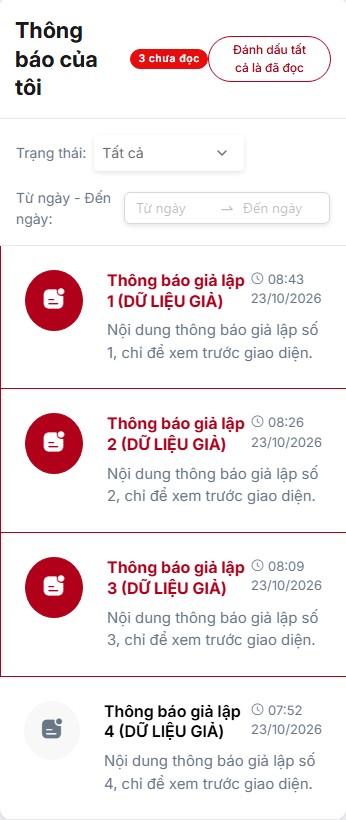 Thông
báo của
tôi
3 chưa đọc
Đánh dấu tất
cả là đã đọc
Trạng thái:
Tất cả
Từ ngày - Đến
ngày:
Từ ngày
Đến ngày
Thông báo giả lập
1 (DỮ LIỆU GIẢ)
08:43
23/10/2026
Nội dung thông báo giả lập số
1, chỉ để xem trước giao diện.
Thông báo giả lập
2 (DỮ LIỆU GIẢ)
08:26
23/10/2026
Nội dung thông báo giả lập số
2, chỉ để xem trước giao diện.
Thông báo giả lập
3 (DỮ LIỆU GIẢ)
08:09
23/10/2026
Nội dung thông báo giả lập số
3, chỉ để xem trước giao diện.
Thông báo giả lập
4 (DỮ LIỆU GIẢ)
07:52
23/10/2026
Nội dung thông báo giả lập số
4, chỉ để xem trước giao diện.